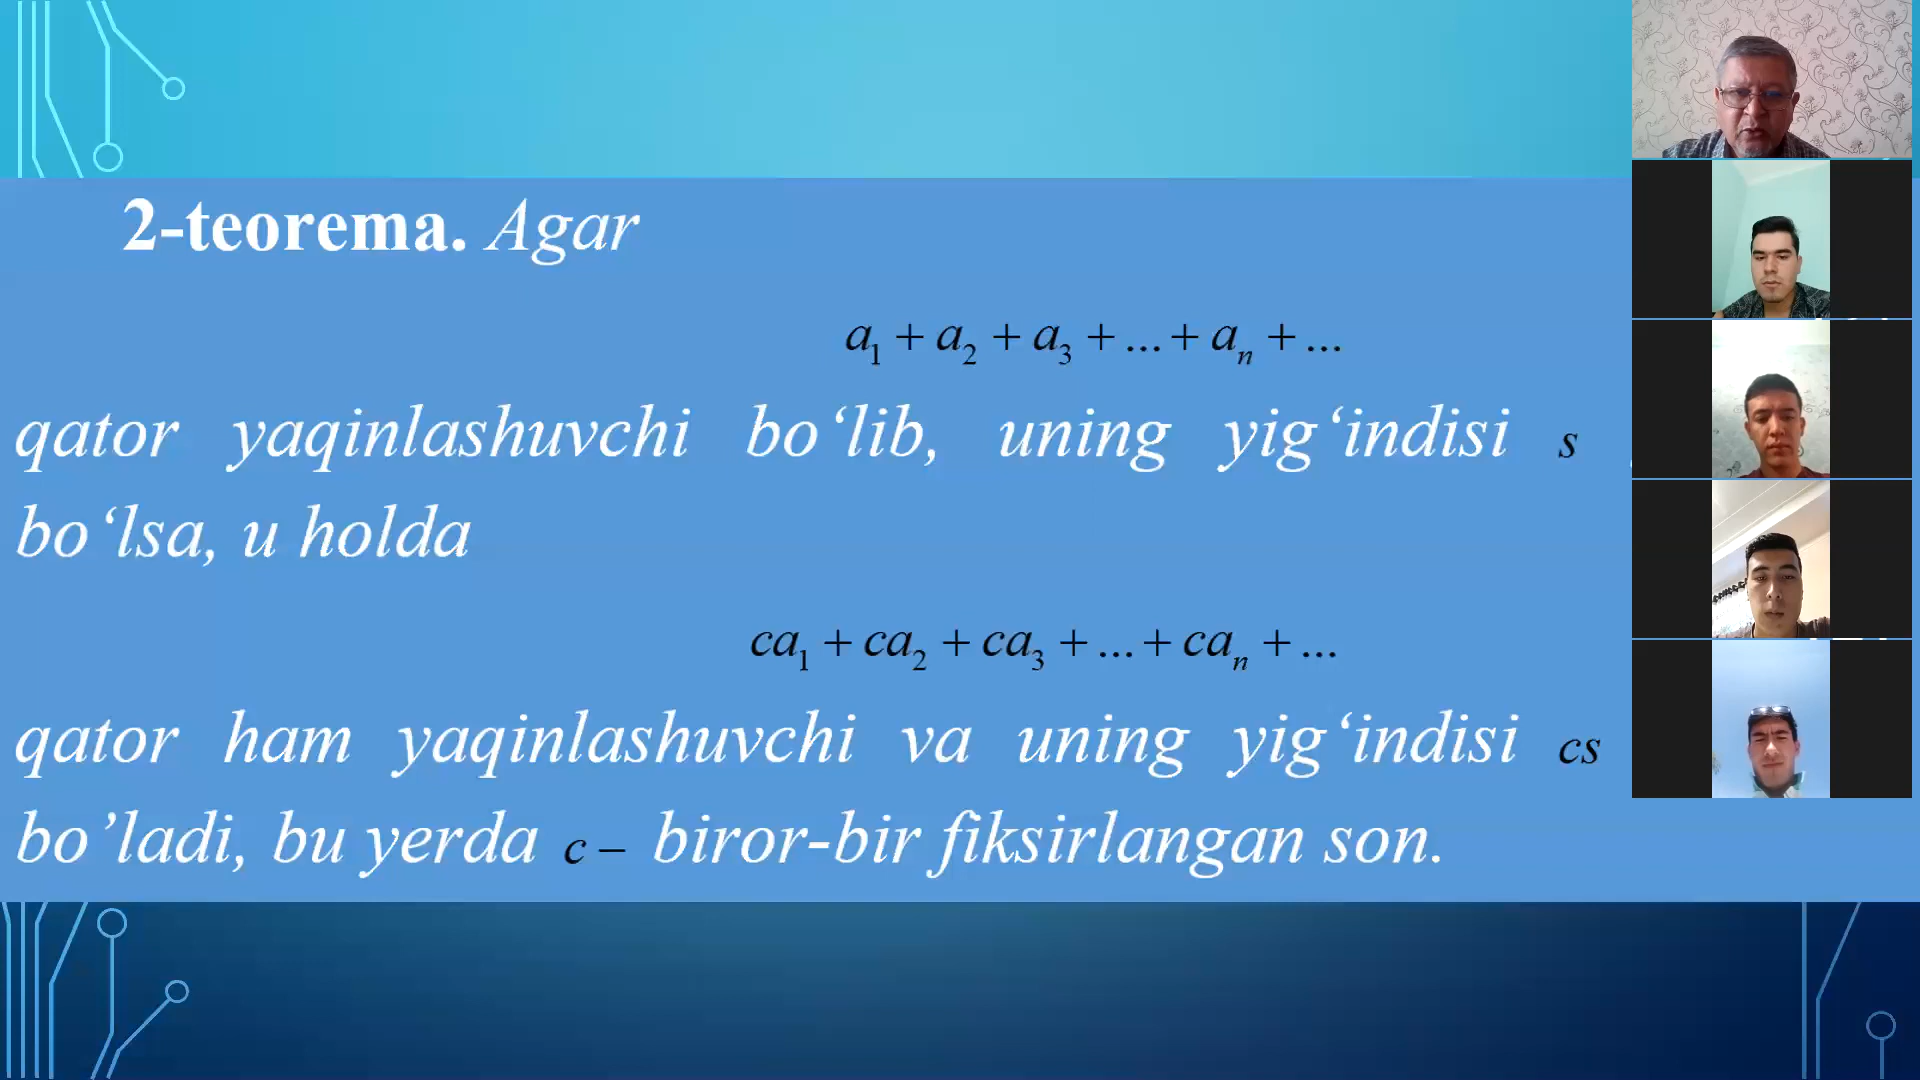 2-teorema. Agar
a₁ + a₂ + a₃ + ... + aₙ + ...
qator yaqinlashuvchi bo‘lib, uning yig‘indisi s
bo‘lsa, u holda
ca₁ + ca₂ + ca₃ + ... + caₙ + ...
qator ham yaqinlashuvchi va uning yig‘indisi cs
bo’ladi, bu yerda c – biror-bir fiksirlangan son.